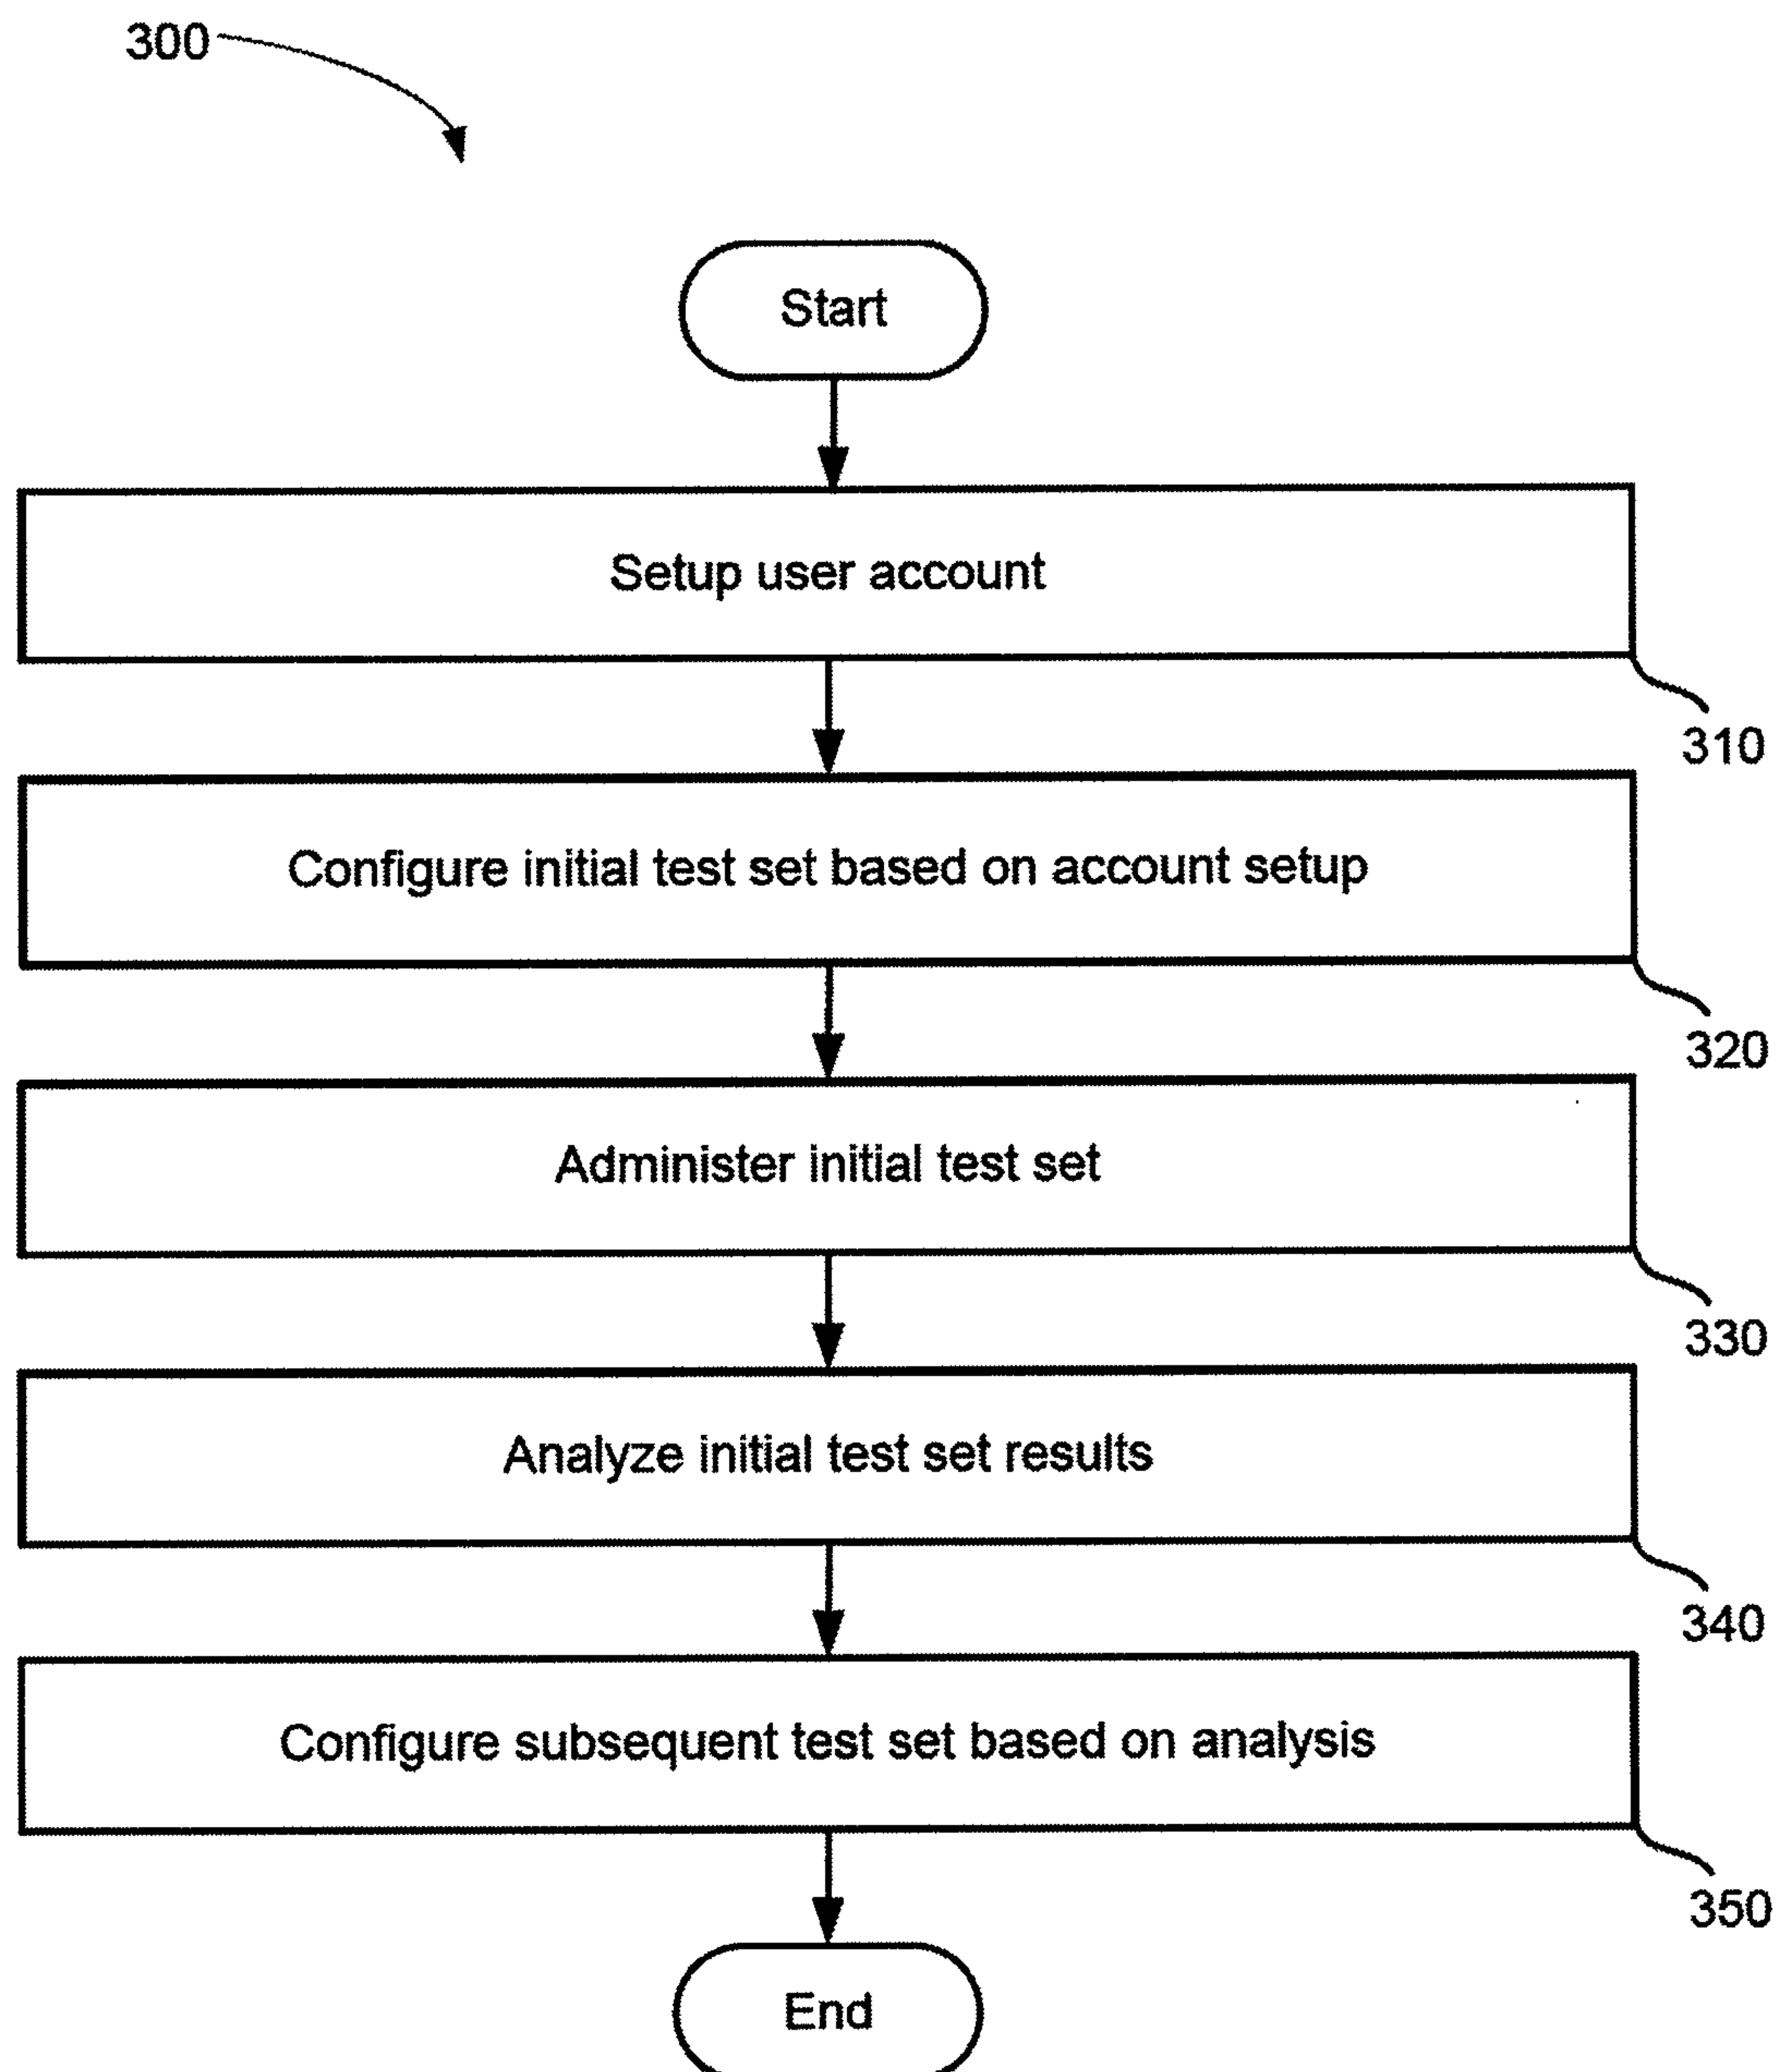 300
Start
Setup user account
310
Configure initial test set based on account setup
320
Administer initial test set
330
Analyze initial test set results
340
Configure subsequent test set based on analysis
350
End